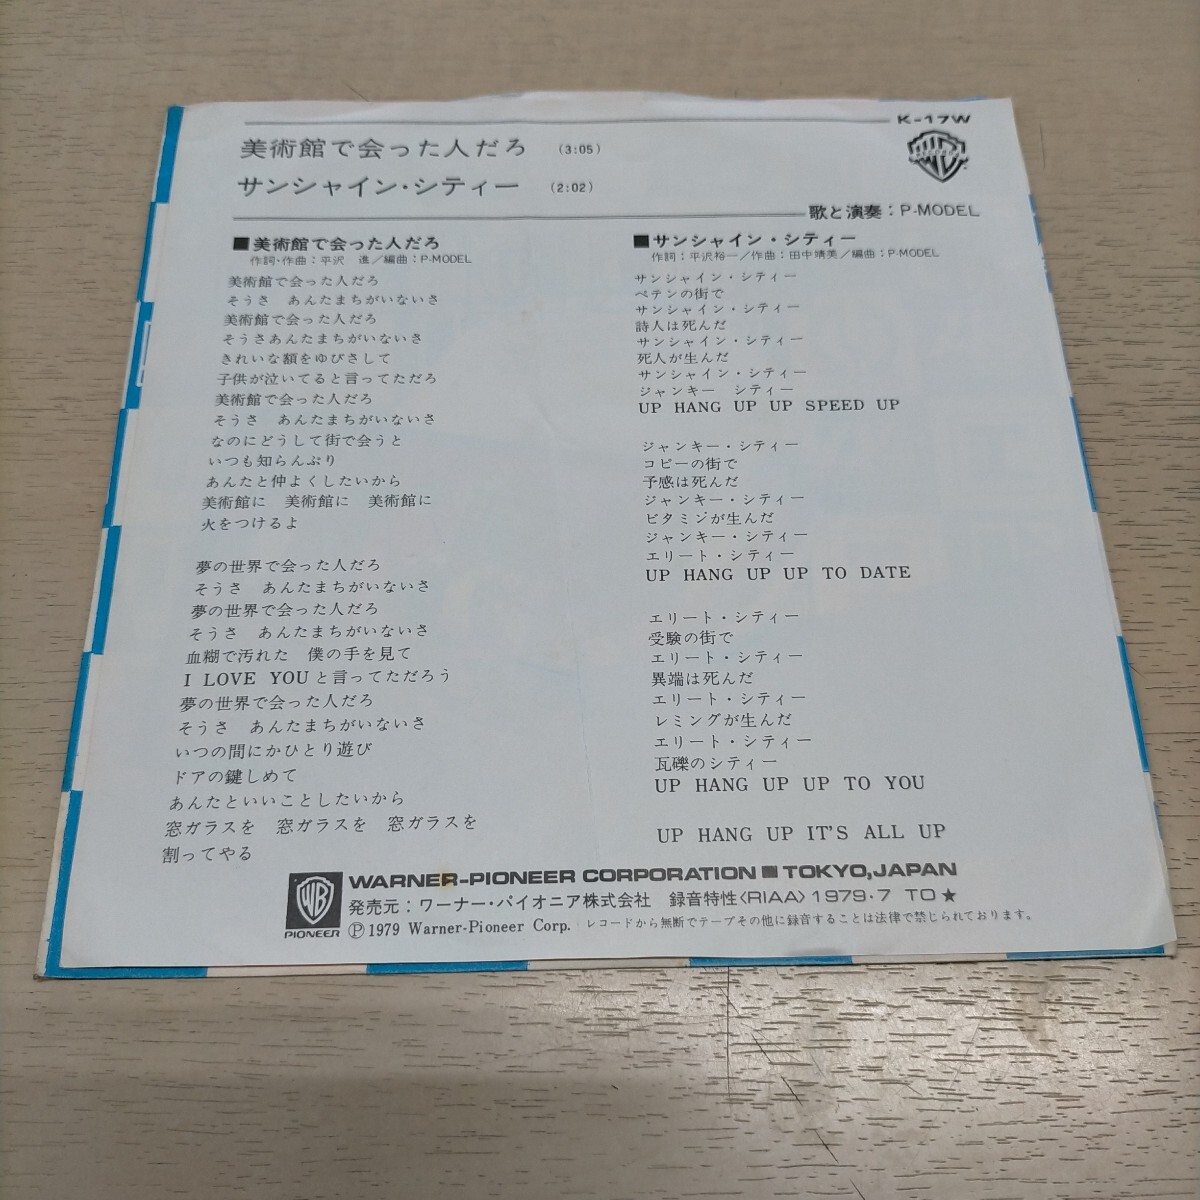 K-17W
美術館で会った人だろ (3:05)
サンシャイン・シティー (2:02)
歌と演奏：P-MODEL
■美術館で会った人だろ
作詞・作曲：平沢 進／編曲：P-MODEL
美術館で会った人だろ
そうさ あんたまちがいないさ
美術館で会った人だろ
そうさあんたまちがいないさ
きれいな額をゆびさして
子供が泣いてると言ってただろ
美術館で会った人だろ
そうさ あんたまちがいないさ
なのにどうして街で会うと
いつも知らんぷり
あんたと仲よくしたいから
美術館に 美術館に 美術館に
火をつけるよ
夢の世界で会った人だろ
そうさ あんたまちがいないさ
夢の世界で会った人だろ
そうさ あんたまちがいないさ
血糊で汚れた 僕の手を見て
I LOVE YOUと言ってただろう
夢の世界で会った人だろ
そうさ あんたまちがいないさ
いつの間にかひとり遊び
ドアの鍵しめて
あんたといいことしたいから
窓ガラスを 窓ガラスを 窓ガラスを
割ってやる
■サンシャイン・シティー
作詞：平沢裕一／作曲：田中靖美／編曲：P-MODEL
サンシャイン・シティー
ペテンの街で
サンシャイン・シティー
詩人は死んだ
サンシャイン・シティー
死人が生んだ
サンシャイン・シティー
ジャンキー シティー
UP HANG UP UP SPEED UP
ジャンキー・シティー
コピーの街で
予感は死んだ
ジャンキー・シティー
ビタミンが生んだ
ジャンキー・シティー
エリート・シティー
UP HANG UP UP TO DATE
エリート・シティー
受験の街で
エリート・シティー
異端は死んだ
エリート・シティー
レミングが生んだ
エリート・シティー
瓦礫のシティー
UP HANG UP UP TO YOU
UP HANG UP IT'S ALL UP
WARNER-PIONEER CORPORATION■TOKYO,JAPAN
発売元：ワーナー・パイオニア株式会社 録音特性〈RIAA〉1979・7 TO★
PIONEER
Ⓟ1979 Warner-Pioneer Corp. レコードから無断でテープその他に録音することは法律で禁じられております。